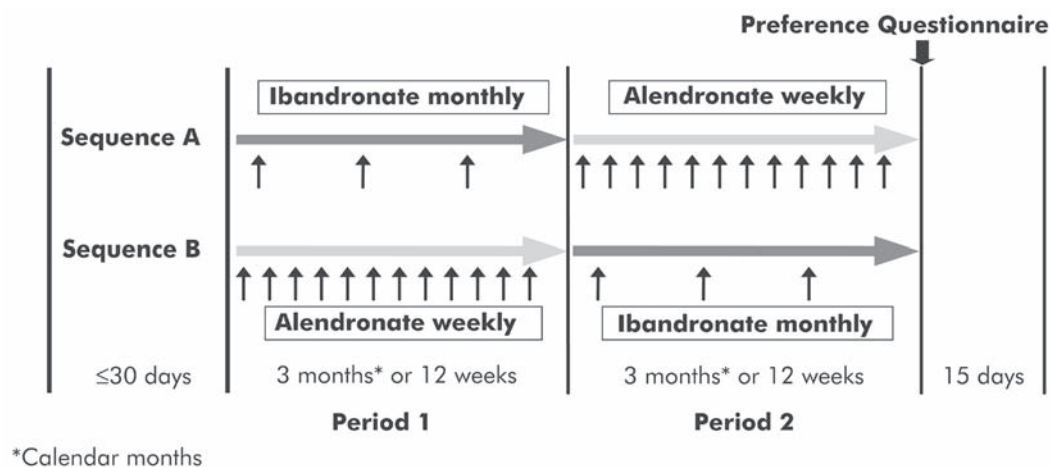 Preference Questionnaire
Ibandronate monthly
Alendronate weekly
Sequence A
Sequence B
Alendronate weekly
Ibandronate monthly
≤30 days
3 months* or 12 weeks
3 months* or 12 weeks
15 days
Period 1
Period 2
*Calendar months